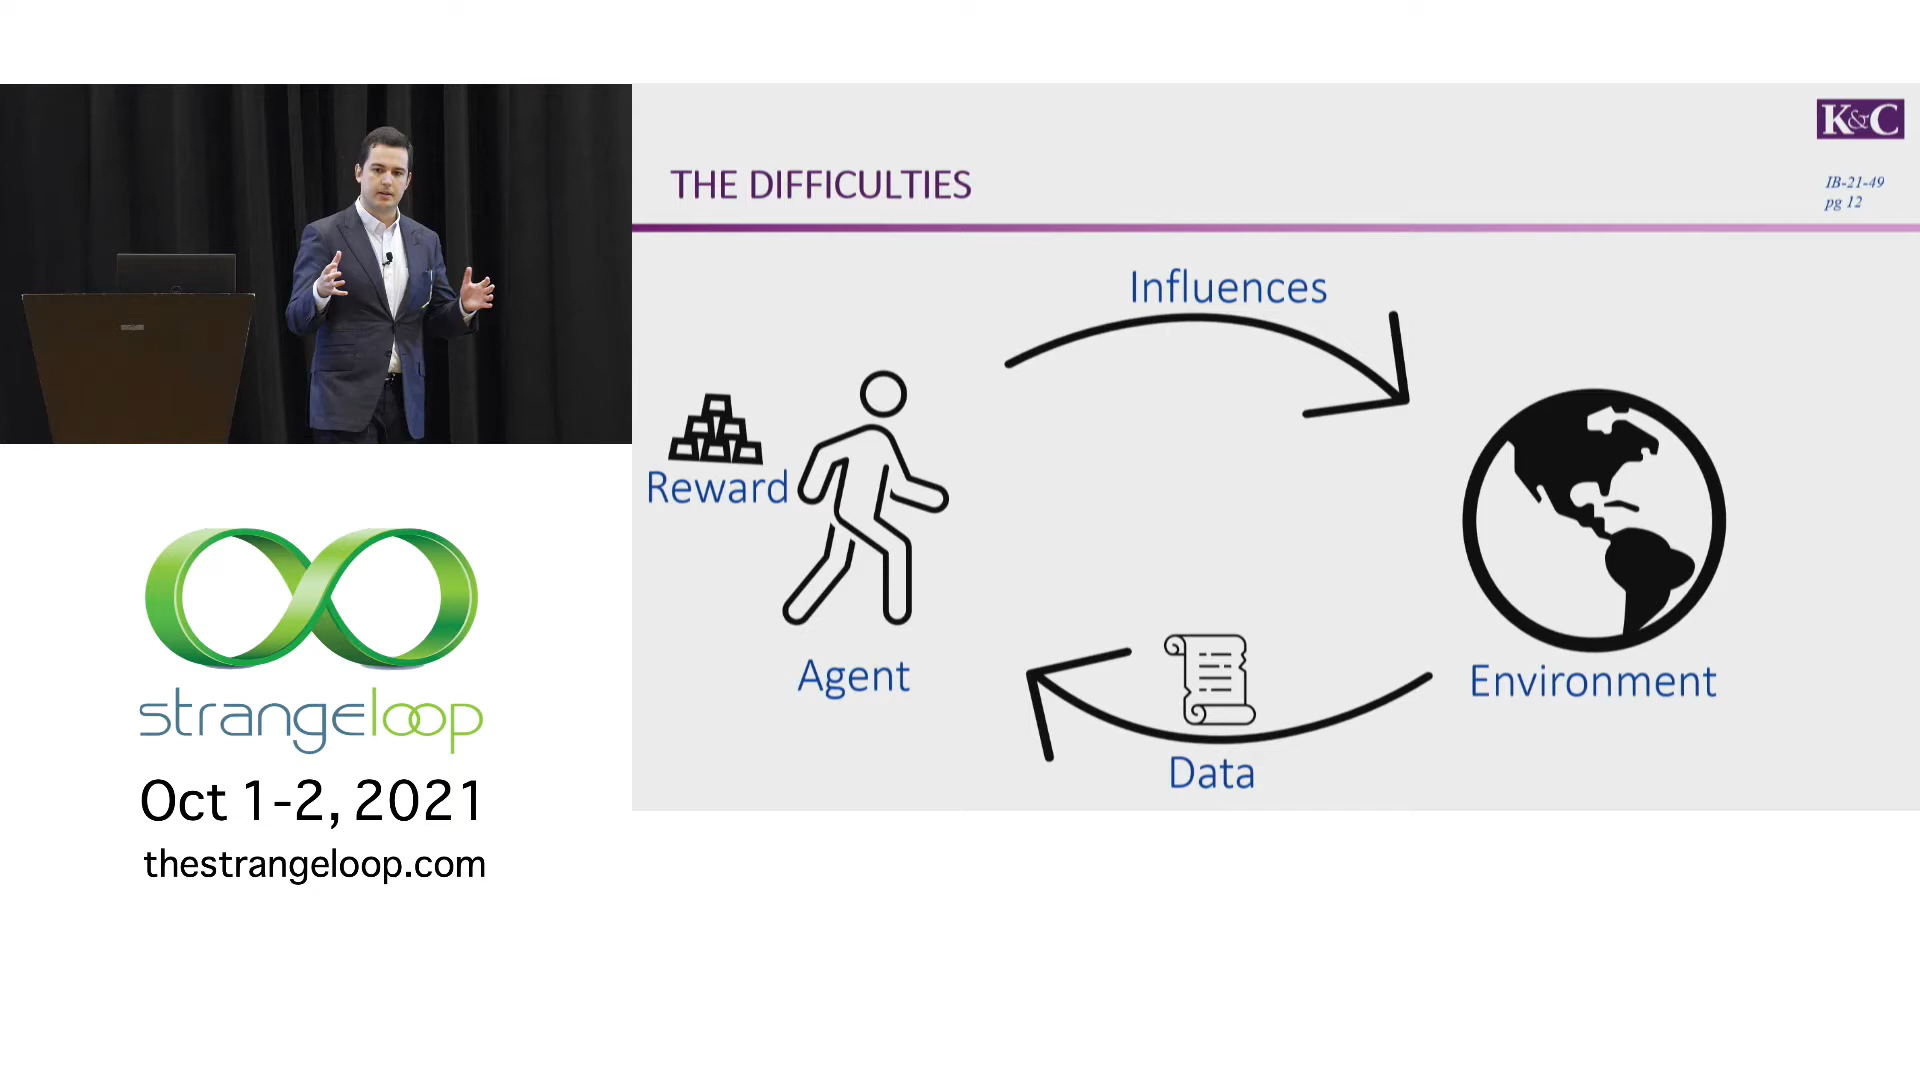 K&C
THE DIFFICULTIES
IB-21-49
pg 12
Influences
Reward
Agent
Environment
Data
strangeloop
Oct 1-2, 2021
thestrangeloop.com